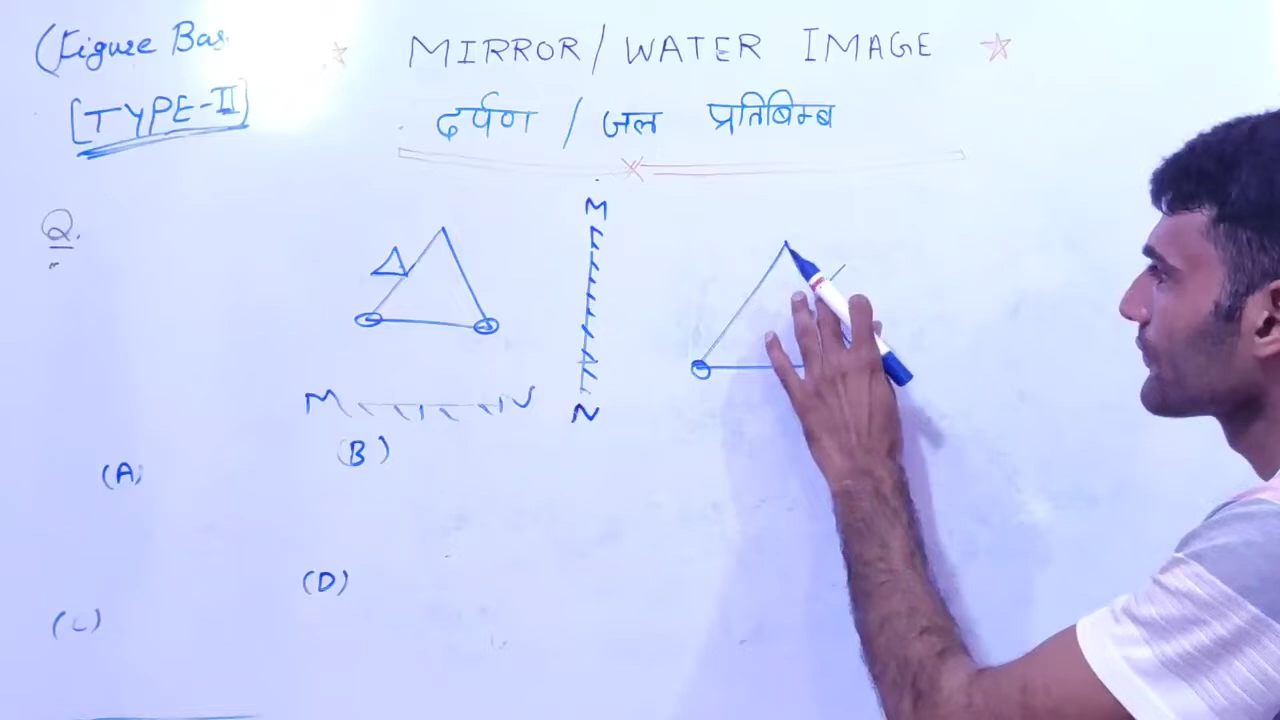 (Figure Bas
[TYPE-II]
MIRROR/WATER IMAGE
दर्पण / जल प्रतिबिम्ब
Q.
M
N
M N
(A)
(B)
(C)
(D)